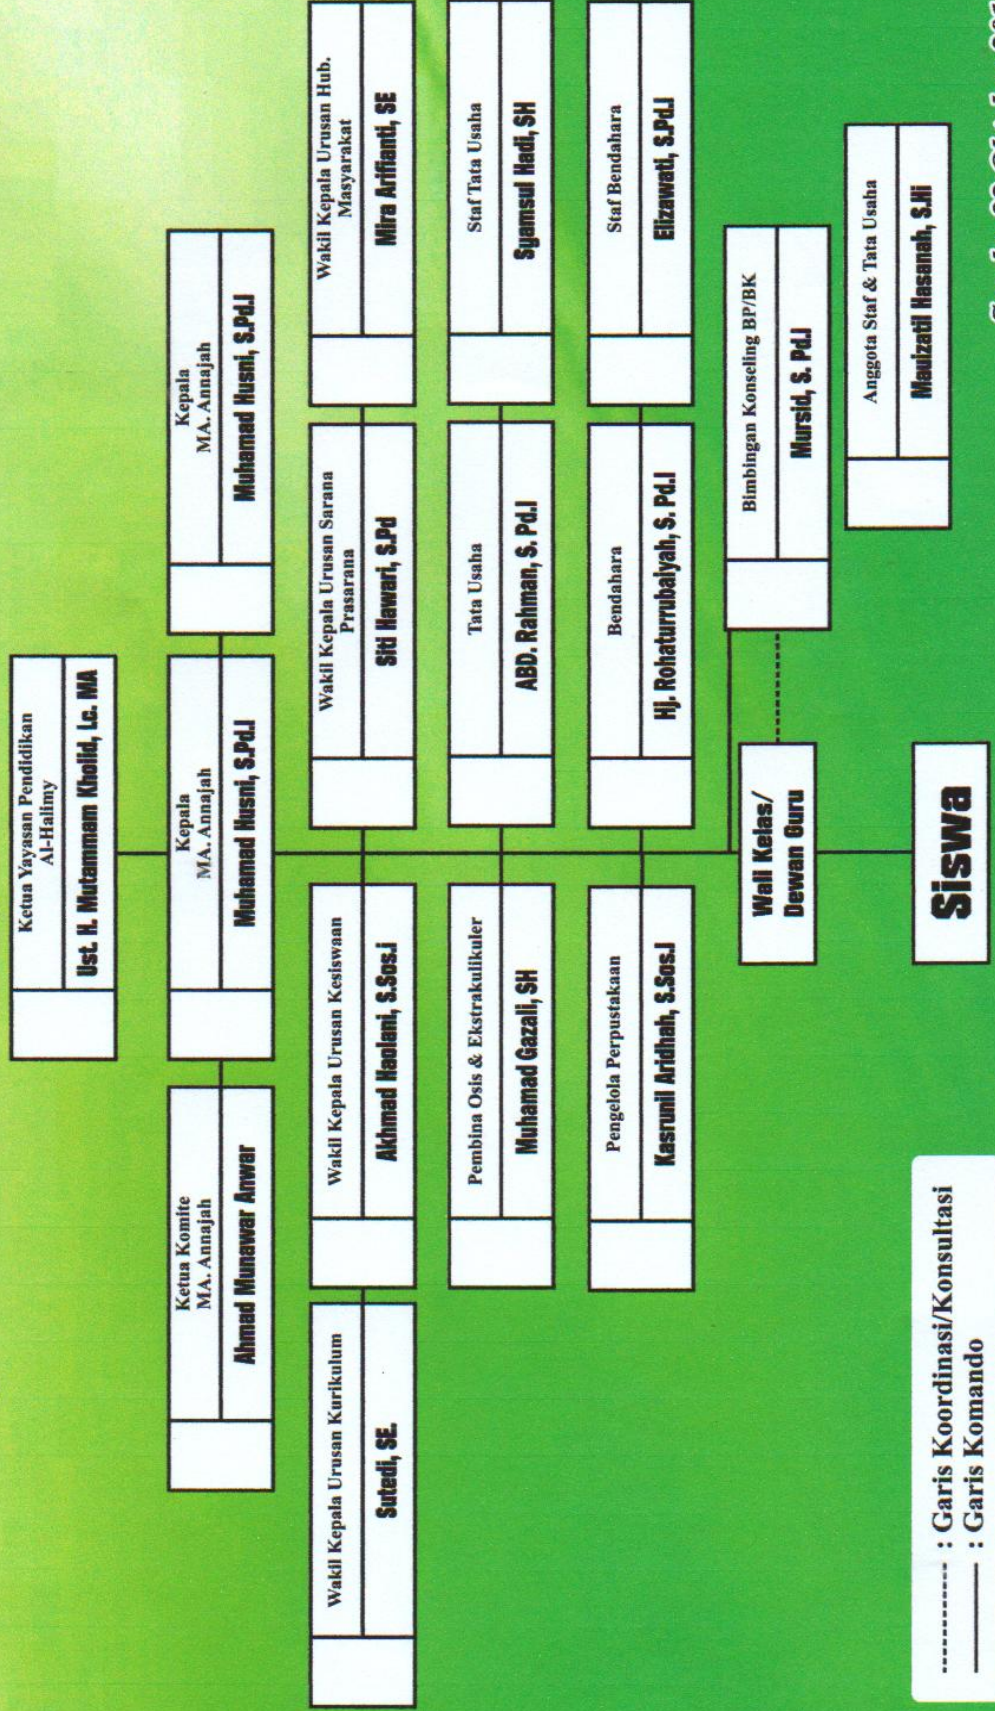 Ketua Yayasan Pendidikan
Al-Halimy
Ust. H. Mutammam Kholid, Lc. MA
Ketua Komite
MA. Annajah
Ahmad Munawar Anwar
Kepala
MA. Annajah
Muhamad Husni, S.Pd.I
Kepala
MA. Annajah
Muhamad Husni, S.Pd.I
Wakil Kepala Urusan Kurikulum
Sutedi, SE.
Wakil Kepala Urusan Kesiswaan
Akhmad Haolani, S.Sos.i
Wakil Kepala Urusan Sarana
Prasarana
Siti Hawari, S.Pd
Wakil Kepala Urusan Hub.
Masyarakat
Mira Arifianti, SE
Pembina Osis & Ekstrakulikuler
Muhamad Gazali, SH
Tata Usaha
ABD. Rahman, S. Pd.I
Staf Tata Usaha
Syamsul Hadi, SH
Pengelola Perpustakaan
Kasrunil Aridhah, S.Sos.I
Bendahara
Hj. Rohaturrubaiyah, S. Pd.I
Staf Bendahara
Elizawati, S.Pd.I
Wali Kelas/
Dewan Guru
Bimbingan Konseling BP/BK
Mursid, S. Pd.I
Anggota Staf & Tata Usaha
Mauizatil Hasanah, S.Hi
Siswa
: Garis Koordinasi/Konsultasi
: Garis Komando